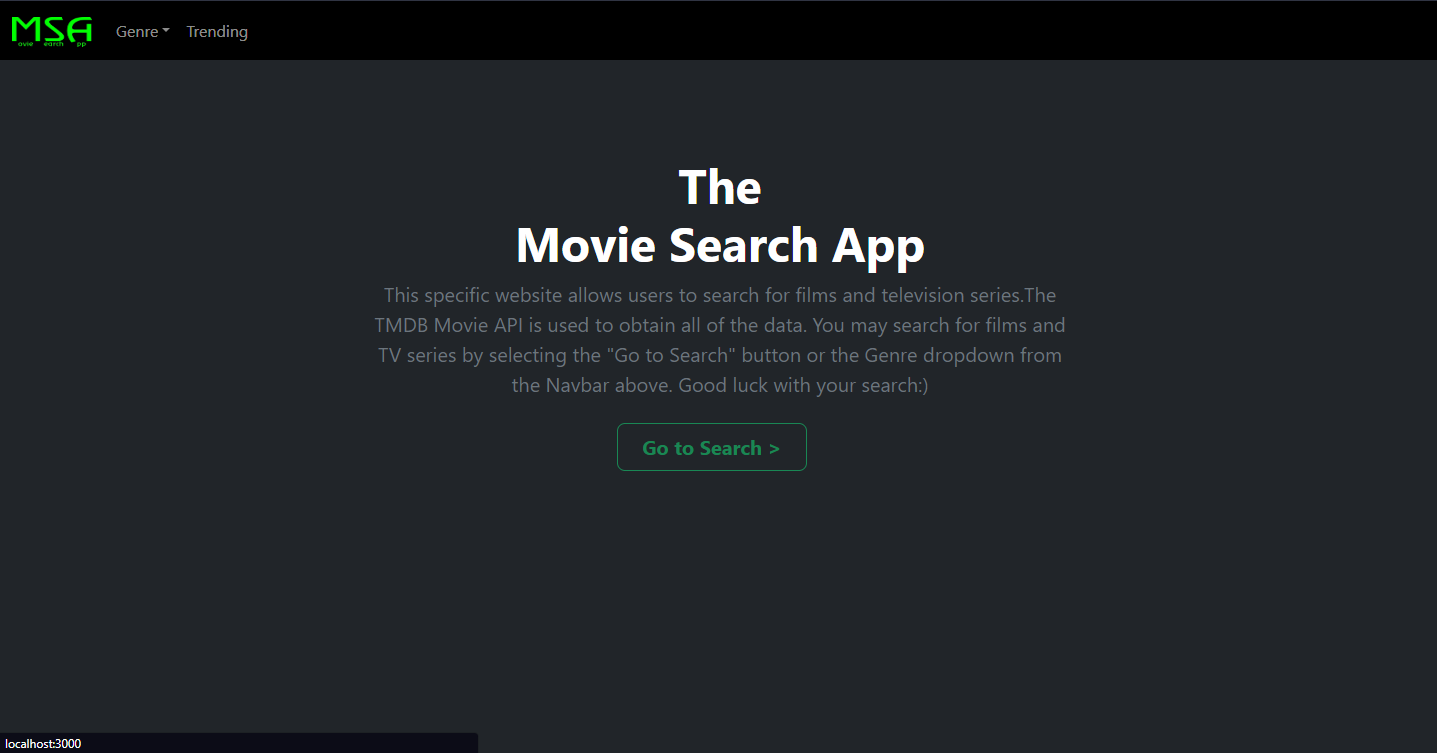 MSA
ovie earch pp
Genre
Trending
The
Movie Search App
This specific website allows users to search for films and television series.The
TMDB Movie API is used to obtain all of the data. You may search for films and
TV series by selecting the "Go to Search" button or the Genre dropdown from
the Navbar above. Good luck with your search:)
Go to Search >
localhost:3000